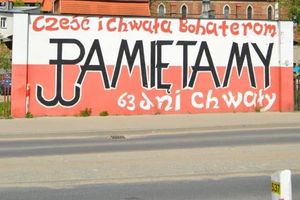 Cześć i Chwała Bohaterom
PAMIĘTAMY
63 dni chwały